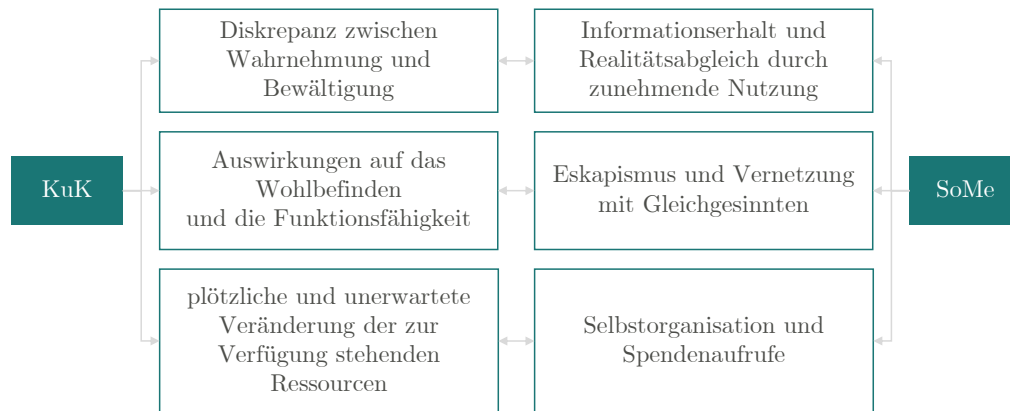 Diskrepanz zwischen
Wahrnehmung und
Bewältigung
Informationserhalt und
Realitätsabgleich durch
zunehmende Nutzung
KuK
Auswirkungen auf das
Wohlbefinden
und die Funktionsfähigkeit
Eskapismus und Vernetzung
mit Gleichgesinnten
SoMe
plötzliche und unerwartete
Veränderung der zur
Verfügung stehenden
Ressourcen
Selbstorganisation und
Spendenaufrufe